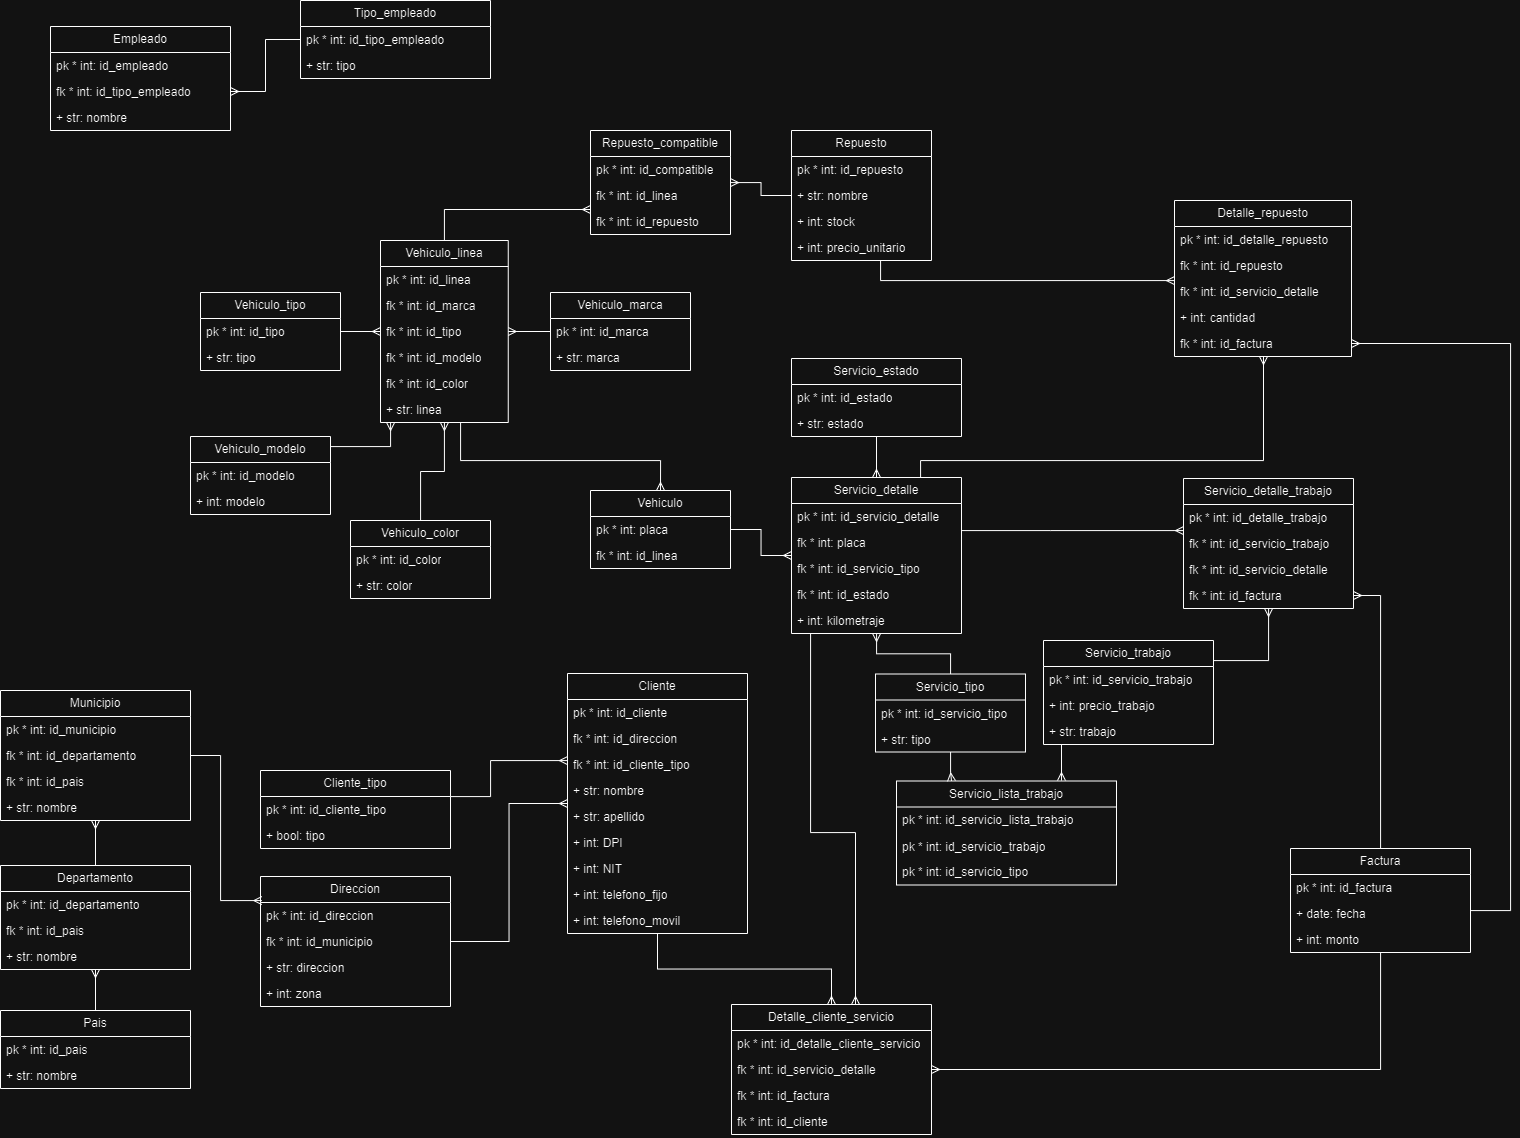 Tipo_empleado
pk * int: id_tipo_empleado
+ str: tipo
Empleado
pk * int: id_empleado
fk * int: id_tipo_empleado
+ str: nombre
Repuesto_compatible
pk * int: id_compatible
fk * int: id_linea
fk * int: id_repuesto
Repuesto
pk * int: id_repuesto
+ str: nombre
+ int: stock
+ int: precio_unitario
Detalle_repuesto
pk * int: id_detalle_repuesto
fk * int: id_repuesto
fk * int: id_servicio_detalle
+ int: cantidad
fk * int: id_factura
Vehiculo_linea
pk * int: id_linea
fk * int: id_marca
fk * int: id_tipo
fk * int: id_modelo
fk * int: id_color
+ str: linea
Vehiculo_tipo
pk * int: id_tipo
+ str: tipo
Vehiculo_marca
pk * int: id_marca
+ str: marca
Servicio_estado
pk * int: id_estado
+ str: estado
Vehiculo_modelo
pk * int: id_modelo
+ int: modelo
Vehiculo_color
pk * int: id_color
+ str: color
Vehiculo
pk * int: placa
fk * int: id_linea
Servicio_detalle
pk * int: id_servicio_detalle
fk * int: placa
fk * int: id_servicio_tipo
fk * int: id_estado
+ int: kilometraje
Servicio_detalle_trabajo
pk * int: id_detalle_trabajo
fk * int: id_servicio_trabajo
fk * int: id_servicio_detalle
fk * int: id_factura
Servicio_trabajo
pk * int: id_servicio_trabajo
+ int: precio_trabajo
+ str: trabajo
Servicio_tipo
pk * int: id_servicio_tipo
+ str: tipo
Servicio_lista_trabajo
pk * int: id_servicio_lista_trabajo
pk * int: id_servicio_trabajo
pk * int: id_servicio_tipo
Municipio
pk * int: id_municipio
fk * int: id_departamento
fk * int: id_pais
+ str: nombre
Cliente
pk * int: id_cliente
fk * int: id_direccion
fk * int: id_cliente_tipo
+ str: nombre
+ str: apellido
+ int: DPI
+ int: NIT
+ int: telefono_fijo
+ int: telefono_movil
Cliente_tipo
pk * int: id_cliente_tipo
+ bool: tipo
Departamento
pk * int: id_departamento
fk * int: id_pais
+ str: nombre
Direccion
pk * int: id_direccion
fk * int: id_municipio
+ str: direccion
+ int: zona
Factura
pk * int: id_factura
+ date: fecha
+ int: monto
Pais
pk * int: id_pais
+ str: nombre
Detalle_cliente_servicio
pk * int: id_detalle_cliente_servicio
fk * int: id_servicio_detalle
fk * int: id_factura
fk * int: id_cliente